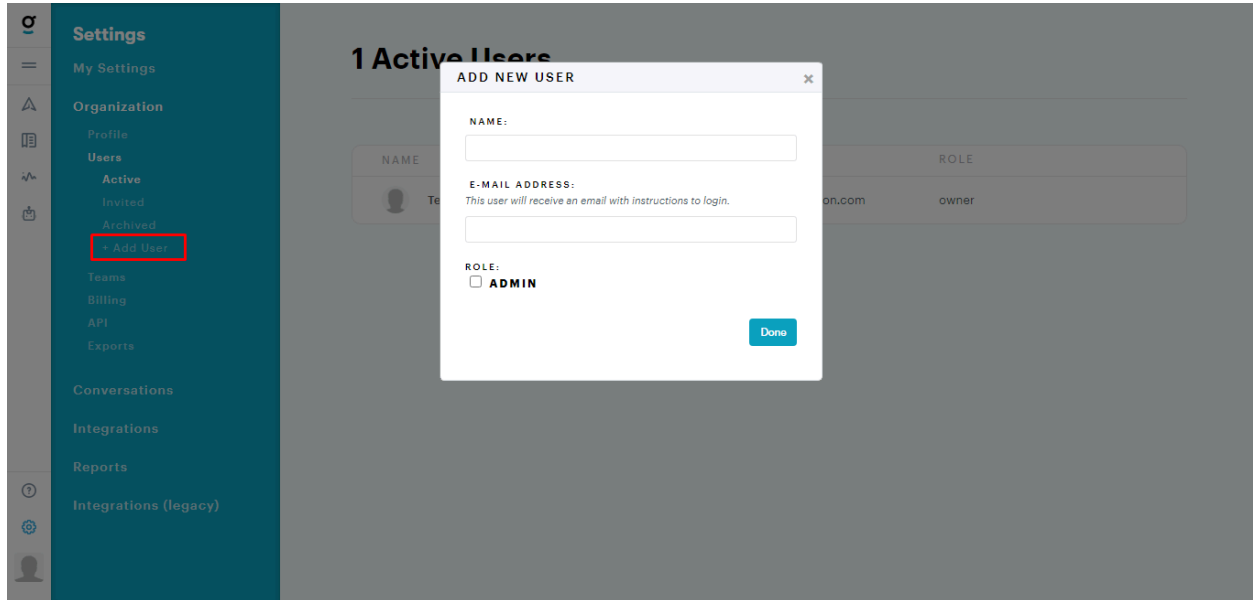 g
Settings
My Settings
Organization
Profile
Users
Active
Invited
Archived
+ Add User
Teams
Billing
API
Exports
Conversations
Integrations
Reports
Integrations (legacy)
1 Active Users
NAME ROLE
Te on.com owner
ADD NEW USER ×
NAME:
E-MAIL ADDRESS:
This user will receive an email with instructions to login.
ROLE:
ADMIN
Done
?